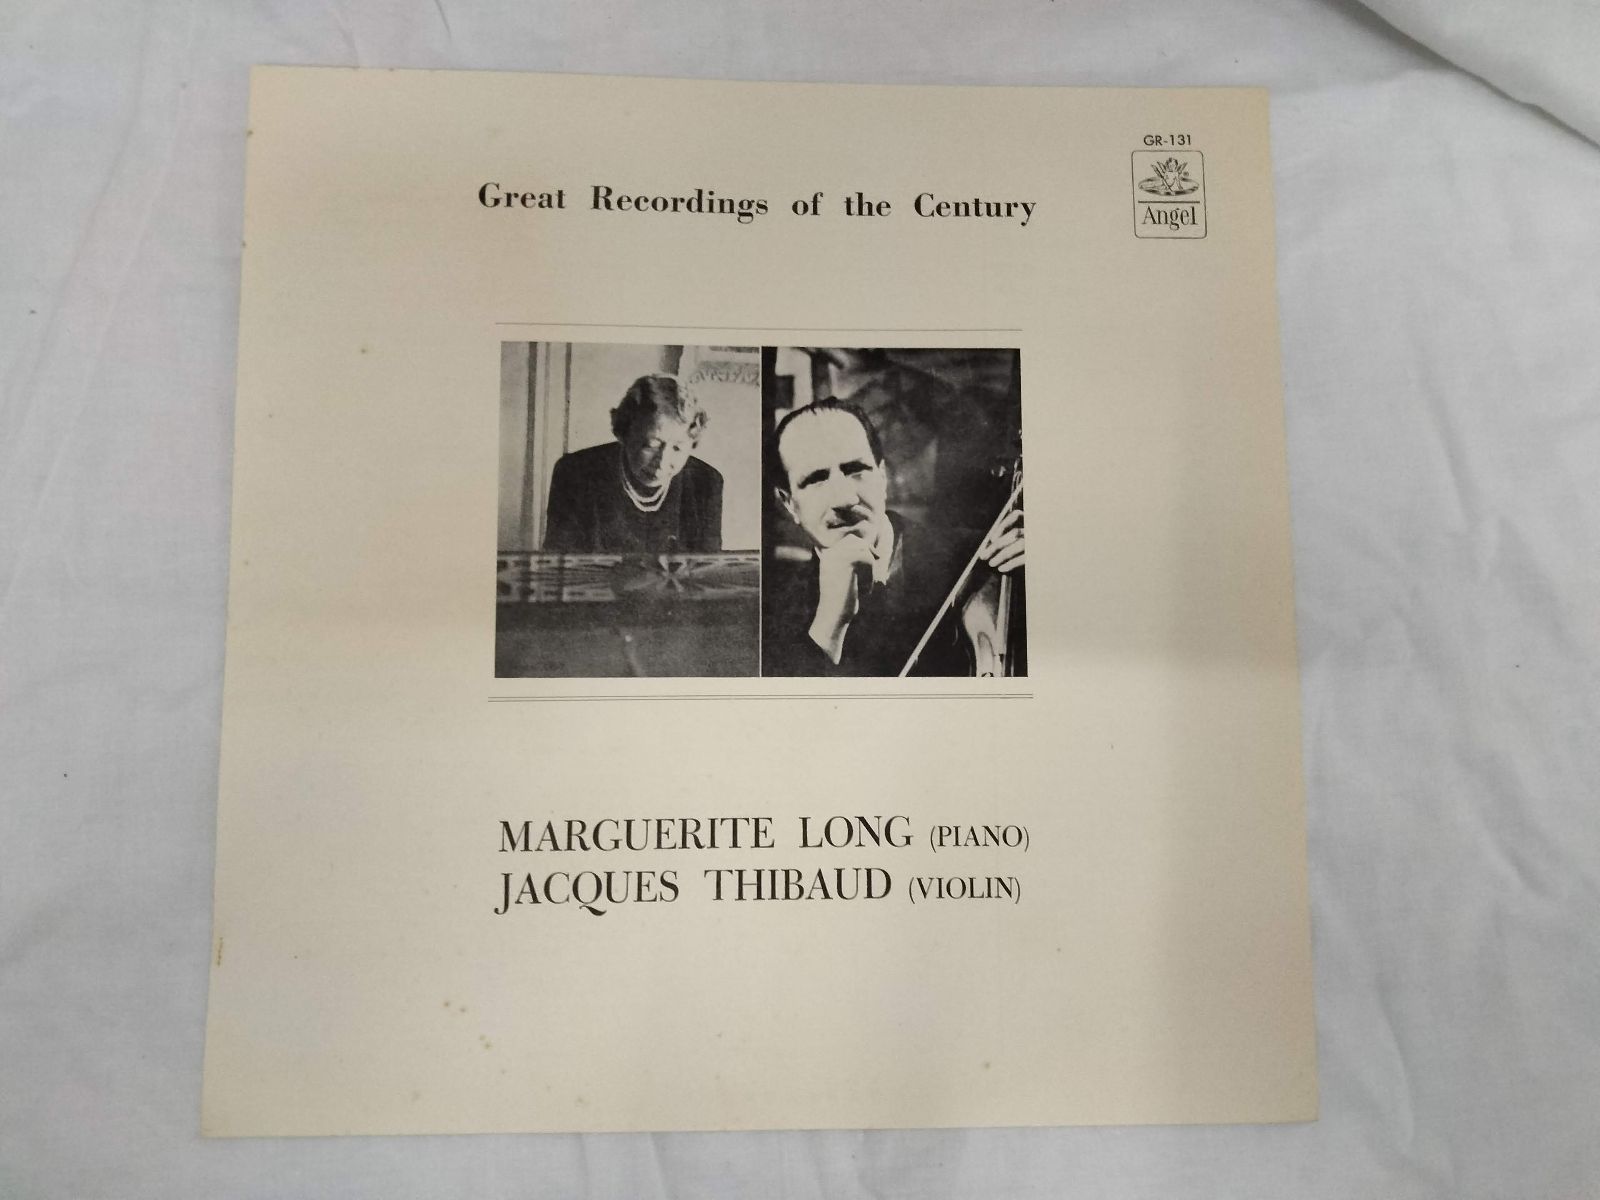 GR-131
Angel
Great Recordings of the Century
MARGUERITE LONG (PIANO)
JACQUES THIBAUD (VIOLIN)